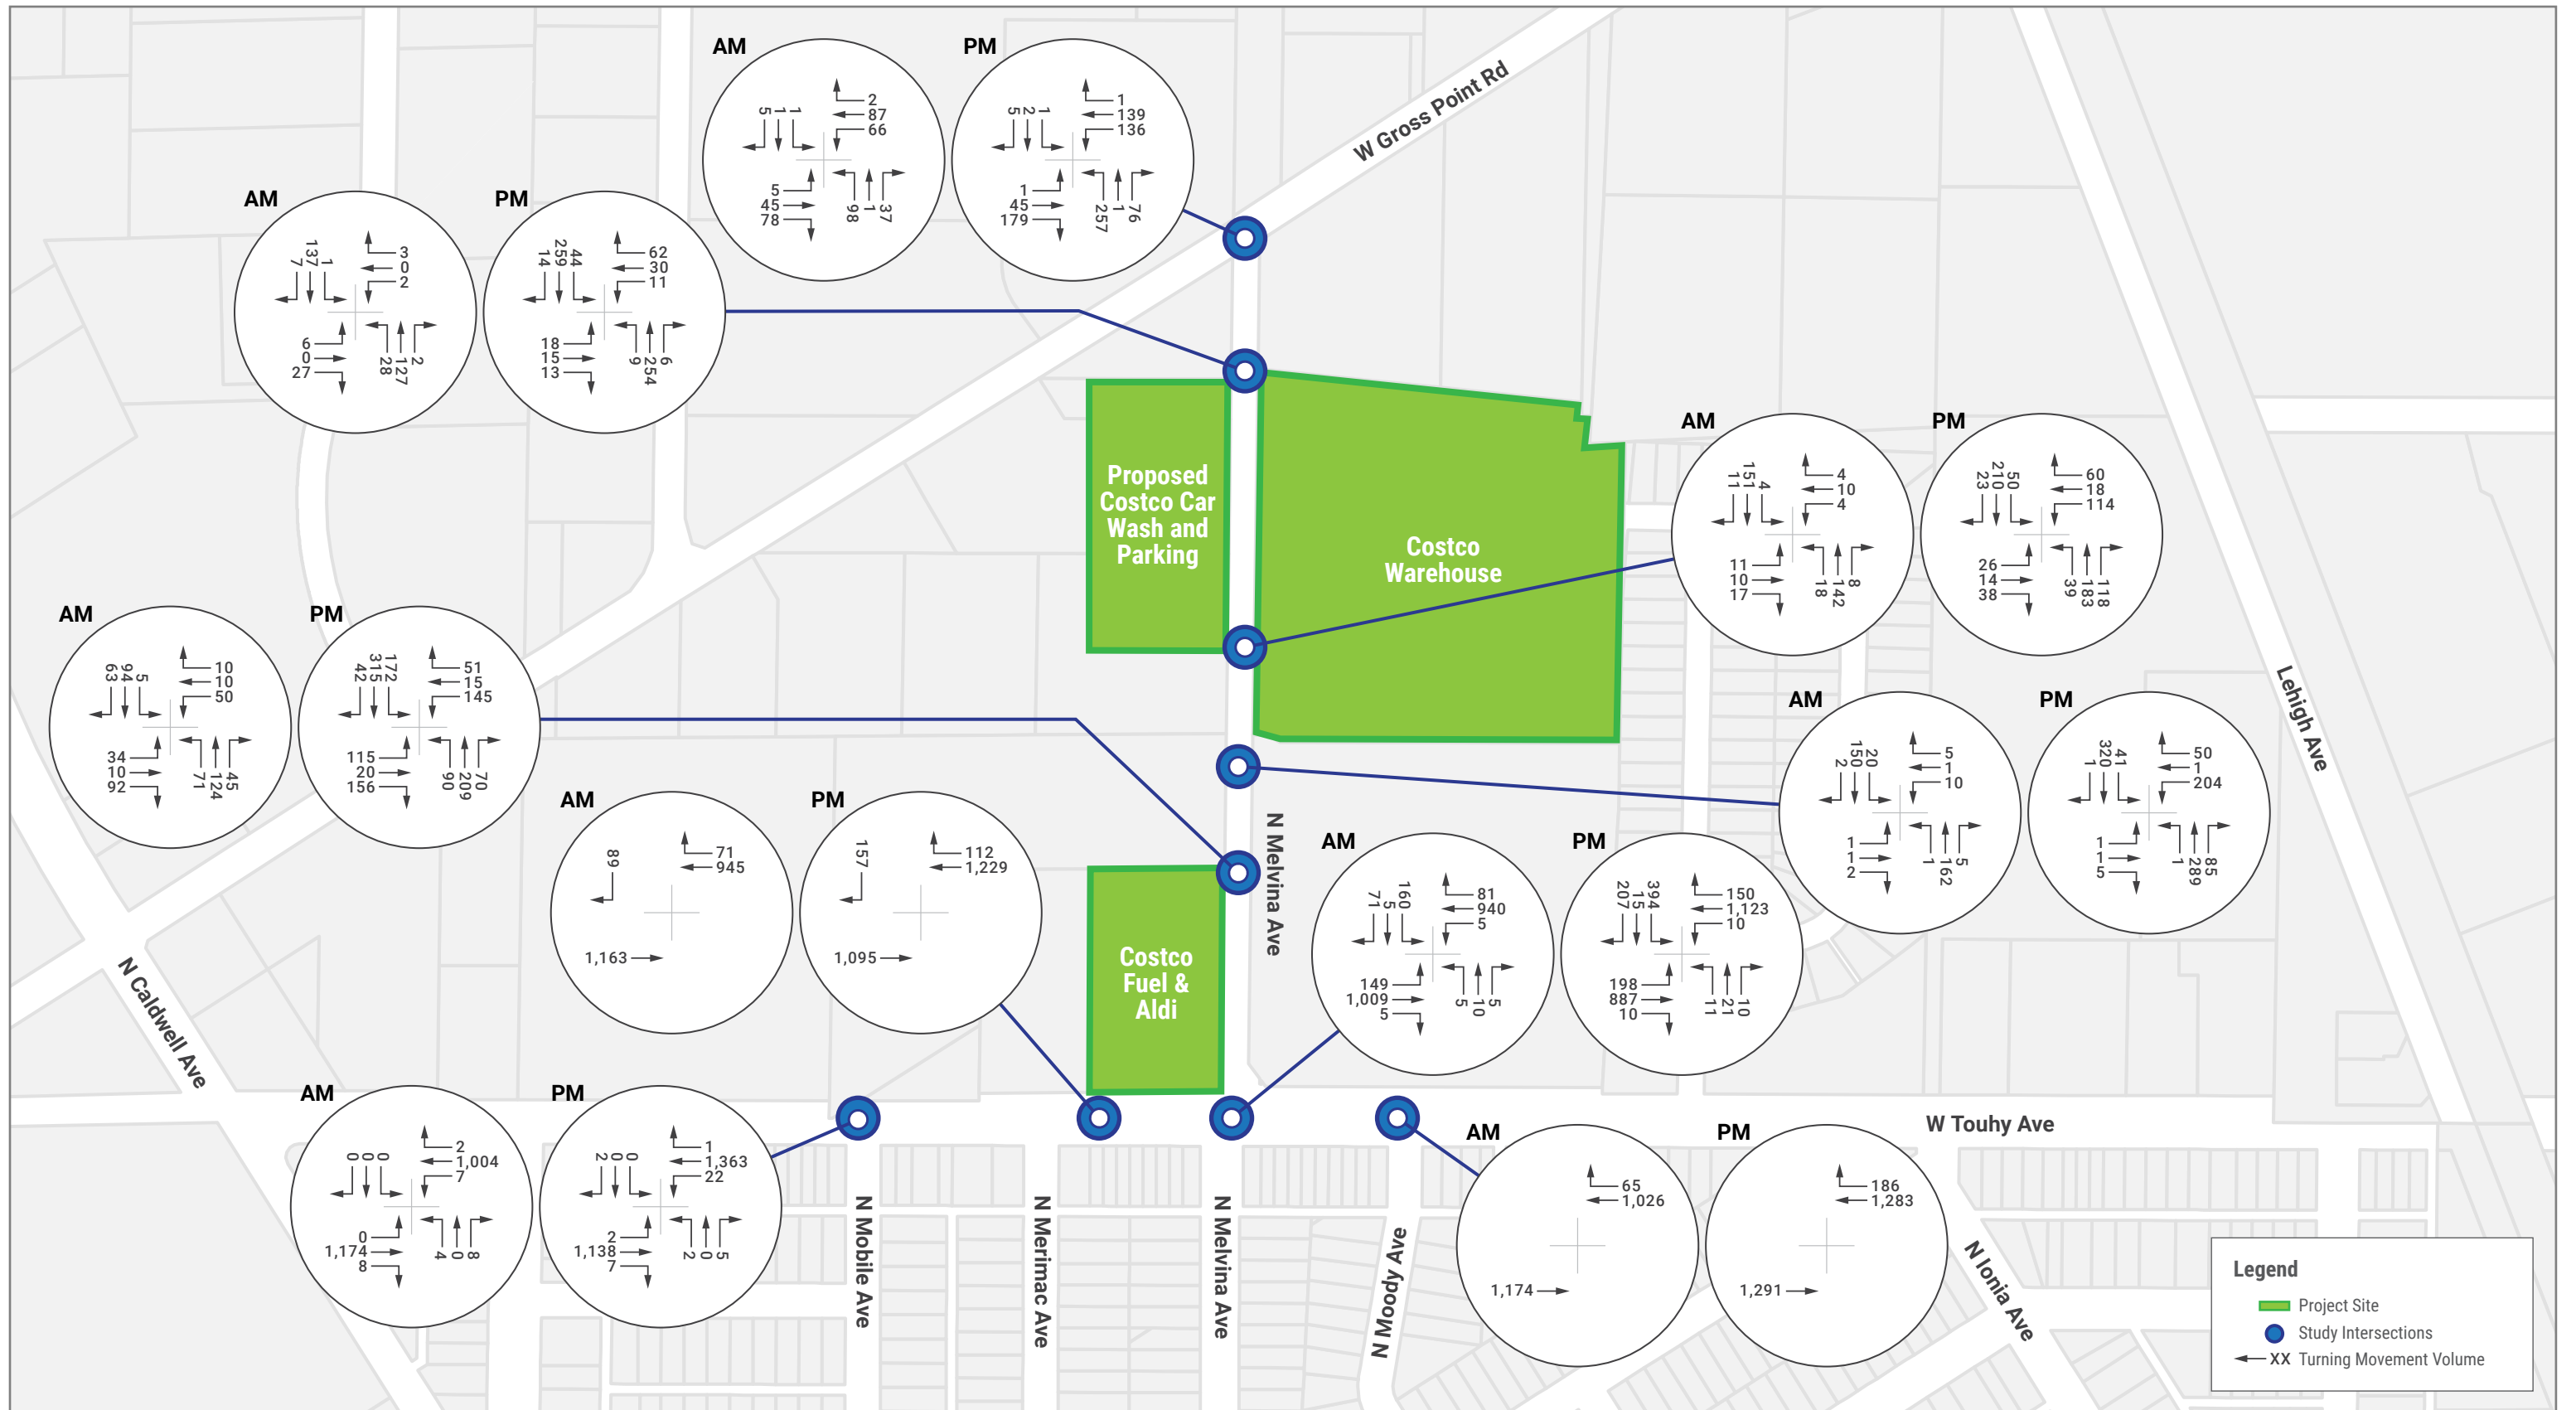 AM
PM
5 1 1
2
87
66
5
45
78
98 1 37
5 2 1
1
139
136
1
45
179
257 1 76
W Gross Point Rd
AM
PM
7 137 1
3
0
2
6
0
27
28 127 2
14 259 44
62
30
11
18
15
13
9 254 6
Proposed
Costco Car
Wash and
Parking
Costco
Warehouse
AM
PM
11 151 4
4
10
4
11
10
17
18 142 8
23 210 50
60
18
114
26
14
38
39 183 118
AM
PM
63 94 5
10
10
50
34
10
92
71 124 45
42 315 172
51
15
145
115
20
156
90 209 70
Lehigh Ave
AM
PM
2 150 20
5
1
10
1
1
2
1 162 5
1 320 41
50
1
204
1
1
5
1 289 85
AM
PM
89
71
945
1,163
157
112
1,229
1,095
N Melvina Ave
AM
PM
71 5 160
81
940
5
149
1,009
5
5 10 5
207 15 394
150
1,123
10
198
887
10
11 21 10
Costco
Fuel &
Aldi
N Caldwell Ave
AM
PM
0 0 0
2
1,004
7
0
1,174
8
4 0 8
2 0 0
1
1,363
22
2
1,138
7
2 0 5
W Touhy Ave
AM
PM
65
1,026
1,174
186
1,283
1,291
N Mobile Ave
N Merimac Ave
N Melvina Ave
N Moody Ave
N Ionia Ave
Legend
Project Site
Study Intersections
XX Turning Movement Volume